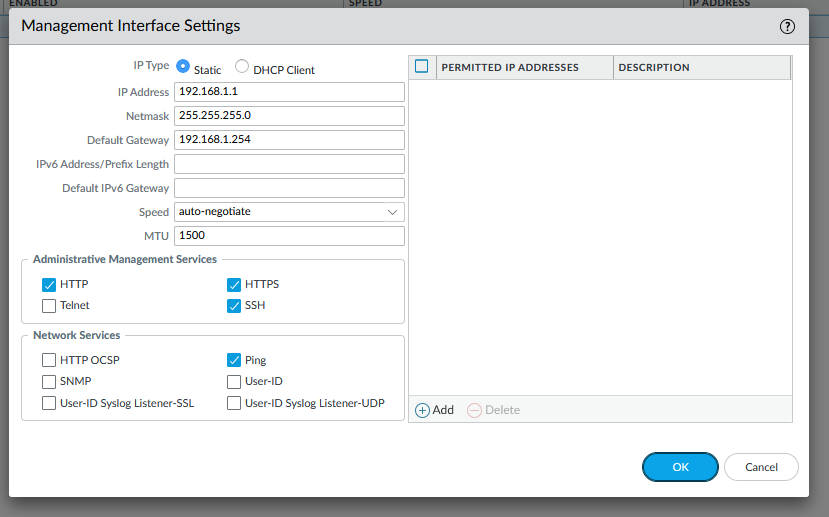 ENABLED SPEED IP ADDRESS
Management Interface Settings ?
IP Type Static DHCP Client
IP Address 192.168.1.1
Netmask 255.255.255.0
Default Gateway 192.168.1.254
IPv6 Address/Prefix Length
Default IPv6 Gateway
Speed auto-negotiate
MTU 1500
Administrative Management Services
HTTP HTTPS
Telnet SSH
Network Services
HTTP OCSP Ping
SNMP User-ID
User-ID Syslog Listener-SSL User-ID Syslog Listener-UDP
PERMITTED IP ADDRESSES DESCRIPTION
Add Delete
OK Cancel